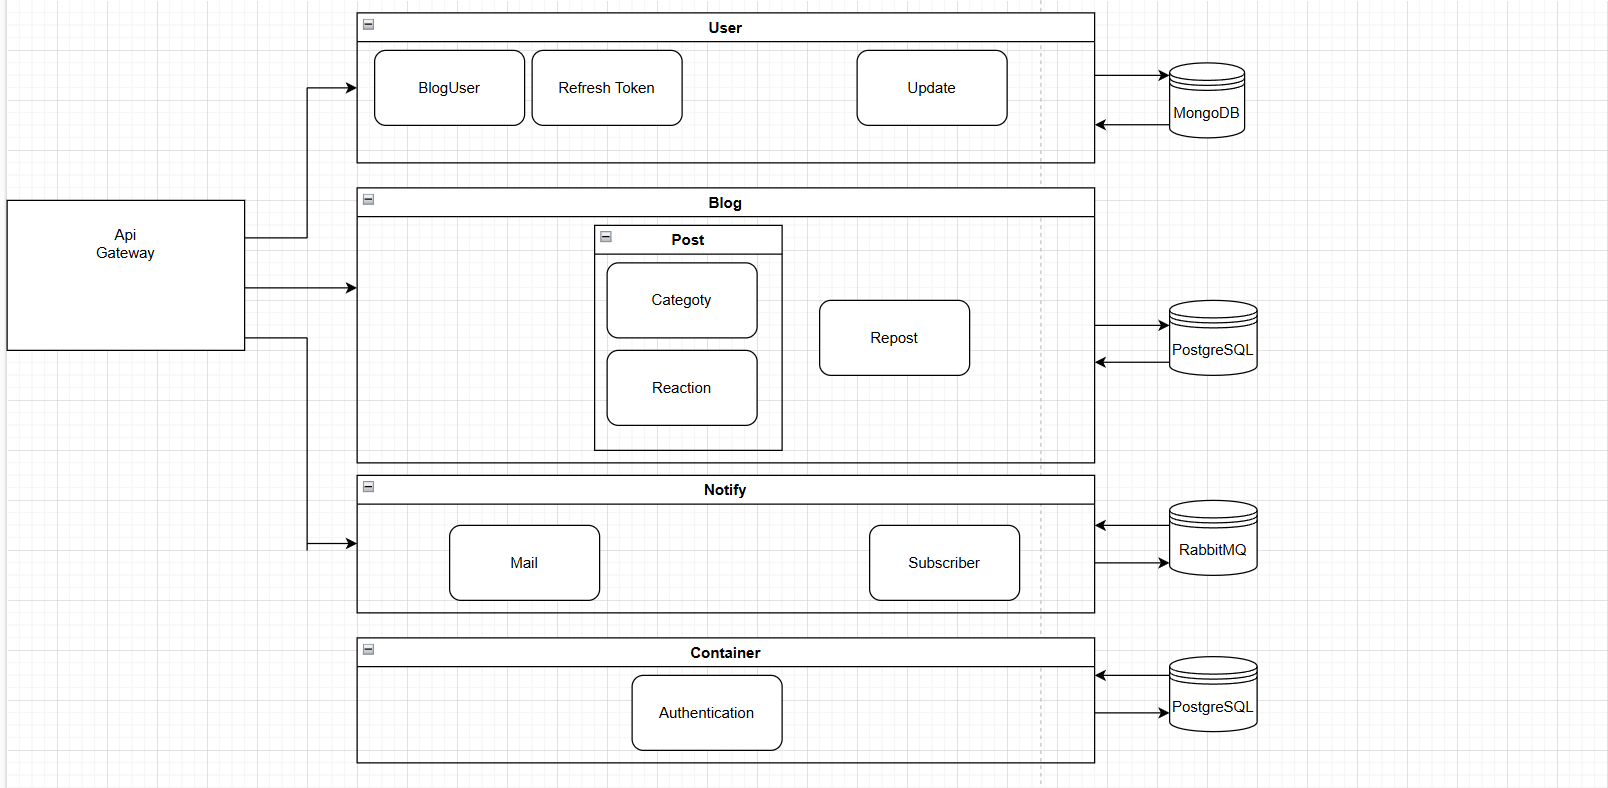 User
BlogUser
Refresh Token
Update
MongoDB
Api
Gateway
Blog
Post
Categoty
Reaction
Repost
PostgreSQL
Notify
Mail
Subscriber
RabbitMQ
Container
Authentication
PostgreSQL